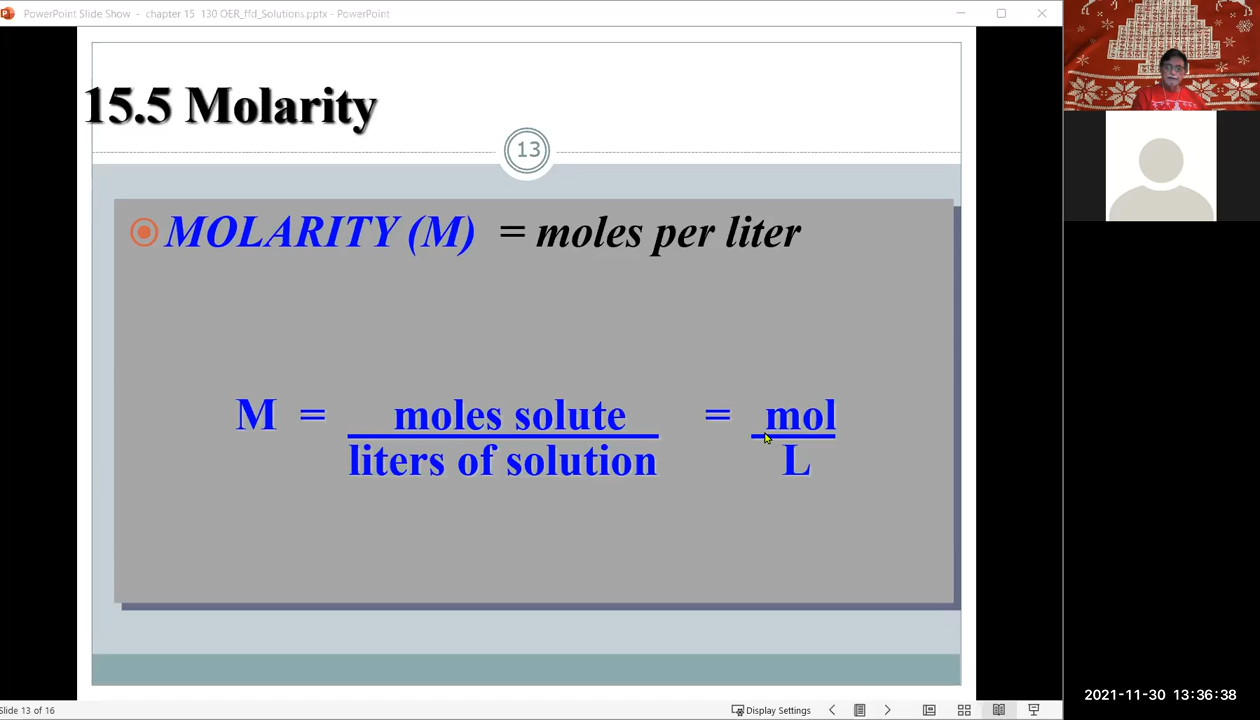 PowerPoint Slide Show - chapter 15 130 OER_ffd_Solutions.pptx - PowerPoint
15.5 Molarity
13
MOLARITY (M) = moles per liter
M = moles solute = mol
liters of solution L
2021-11-30 13:36:38
Slide 13 of 16
Display Settings